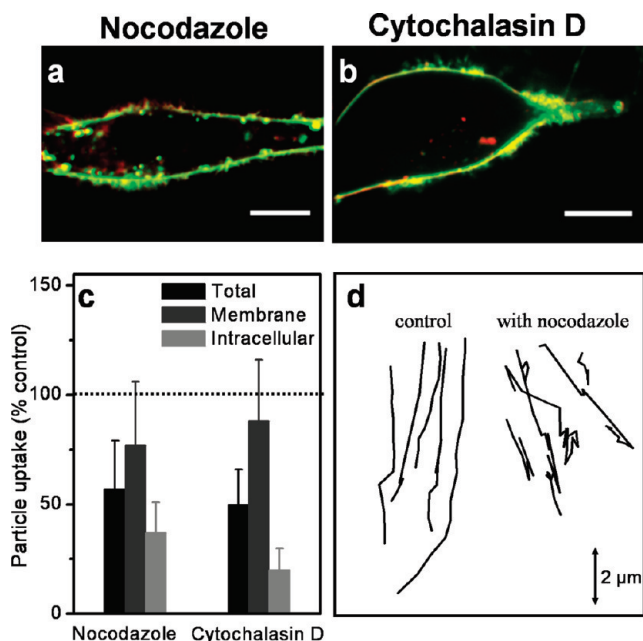 Nocodazole
Cytochalasin D
a
b
c
150
100
50
0
Particle uptake (% control)
Total
Membrane
Intracellular
Nocodazole
Cytochalasin D
d
control
with nocodazole
2 µm